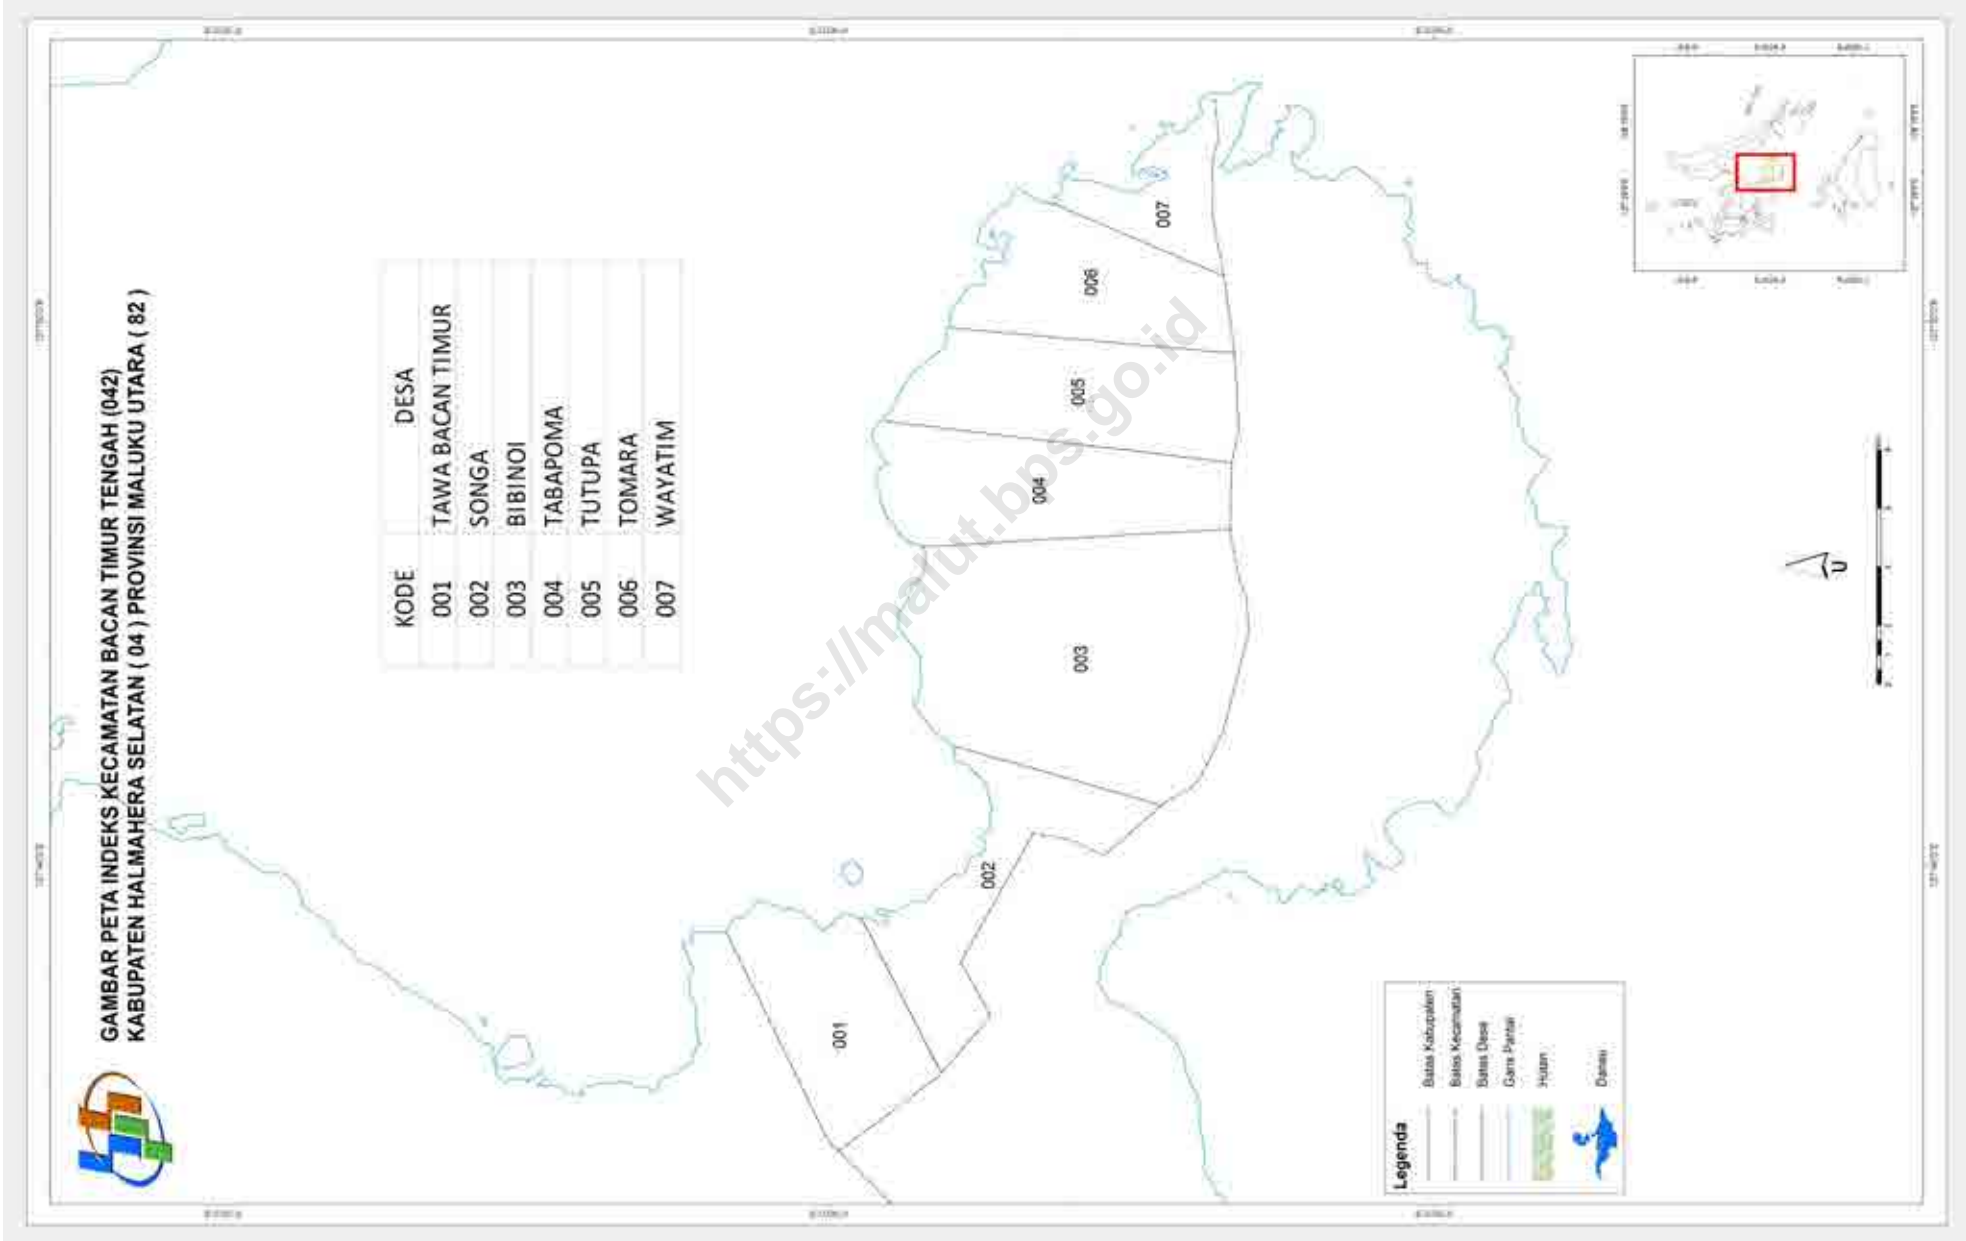 GAMBAR PETA INDEKS KECAMATAN BACAN TIMUR TENGAH (042)
KABUPATEN HALMAHERA SELATAN ( 04 ) PROVINSI MALUKU UTARA ( 82 )
KODE DESA
001 TAWA BACAN TIMUR
002 SONGA
003 BIBINOI
004 TABAPOMA
005 TUTUPA
006 TOMARA
007 WAYATIM
001
002
003
004
005
006
007
https://malut.bps.go.id
U
Legenda
Batas Kabupaten
Batas Kecamatan
Batas Desa
Garis Pantai
Hutan
Danau